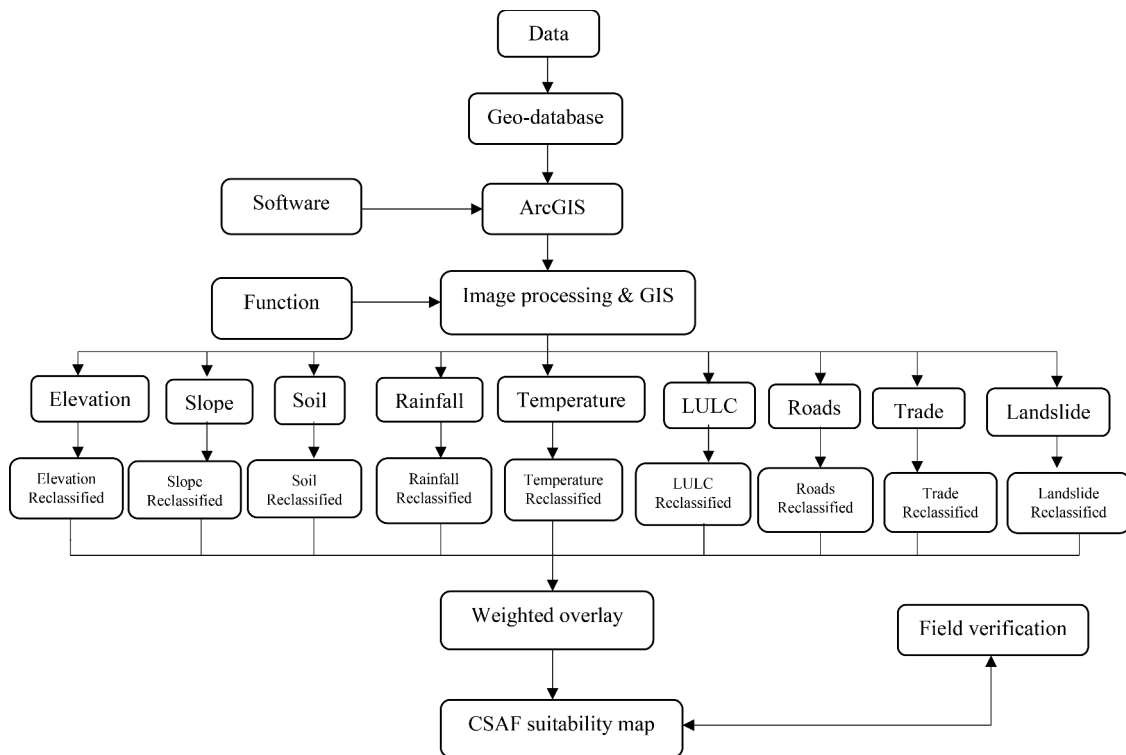 Data
Geo-database
Software
ArcGIS
Function
Image processing & GIS
Elevation
Slope
Soil
Rainfall
Temperature
LULC
Roads
Trade
Landslide
Elevation
Reclassified
Slope
Reclassified
Soil
Reclassified
Rainfall
Reclassified
Temperature
Reclassified
LULC
Reclassified
Roads
Reclassified
Trade
Reclassified
Landslide
Reclassified
Weighted overlay
Field verification
CSAF suitability map